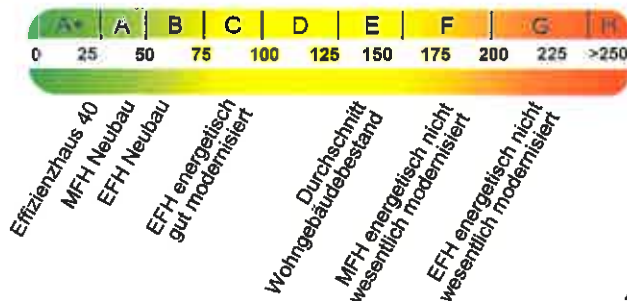 A+ A B C D E F G H
0 25 50 75 100 125 150 175 200 225 >250
Effizienzhaus 40
MFH Neubau
EFH Neubau
EFH energetisch
gut modernisiert
Durchschnitt
Wohngebäudebestand
MFH energetisch nicht
wesentlich modernisiert
EFH energetisch nicht
wesentlich modernisiert